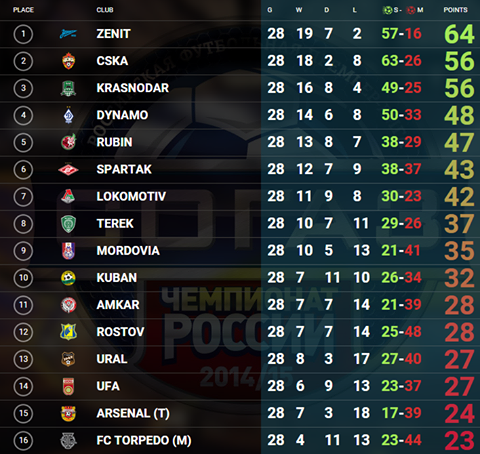 PLACE CLUB G W D L S - M POINTS
1 ZENIT 28 19 7 2 57-16 64
2 CSKA 28 18 2 8 63-26 56
3 KRASNODAR 28 16 8 4 49-25 56
4 DYNAMO 28 14 6 8 50-33 48
5 RUBIN 28 13 8 7 38-29 47
6 SPARTAK 28 12 7 9 38-37 43
7 LOKOMOTIV 28 11 9 8 30-23 42
8 TEREK 28 10 7 11 29-26 37
9 MORDOVIA 28 10 5 13 21-41 35
10 KUBAN 28 7 11 10 26-34 32
11 AMKAR 28 7 7 14 21-39 28
12 ROSTOV 28 7 7 14 25-48 28
13 URAL 28 8 3 17 27-40 27
14 UFA 28 6 9 13 23-37 27
15 ARSENAL (T) 28 7 3 18 17-39 24
16 FC TORPEDO (M) 28 4 11 13 23-44 23
ЧЕМПИОНАТ
РОССИИ
2014/15